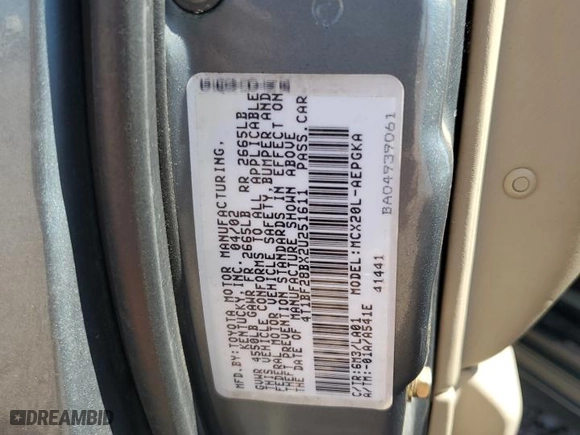 MFD.BY:TOYOTA MOTOR MANUFACTURING,
KENTUCKY INC. 04/02
GVWR 4550LB GAWR FR 2665LB RR 2665LB
THIS VEHICLE CONFORMS TO ALL APPLICABLE
FEDERAL MOTOR VEHICLE SAFETY, BUMPER, AND
THEFT PREVENTION STANDARDS IN EFFECT ON
THE DATE OF MANUFACTURE SHOWN ABOVE.
4T1BF28BX2U251611 PASS.CAR
C/TR:6M3/LA01 MODEL:MCX20L-AEPGKA
A/TM:-01A/A541E 41441
BA04939061
DREAMBID